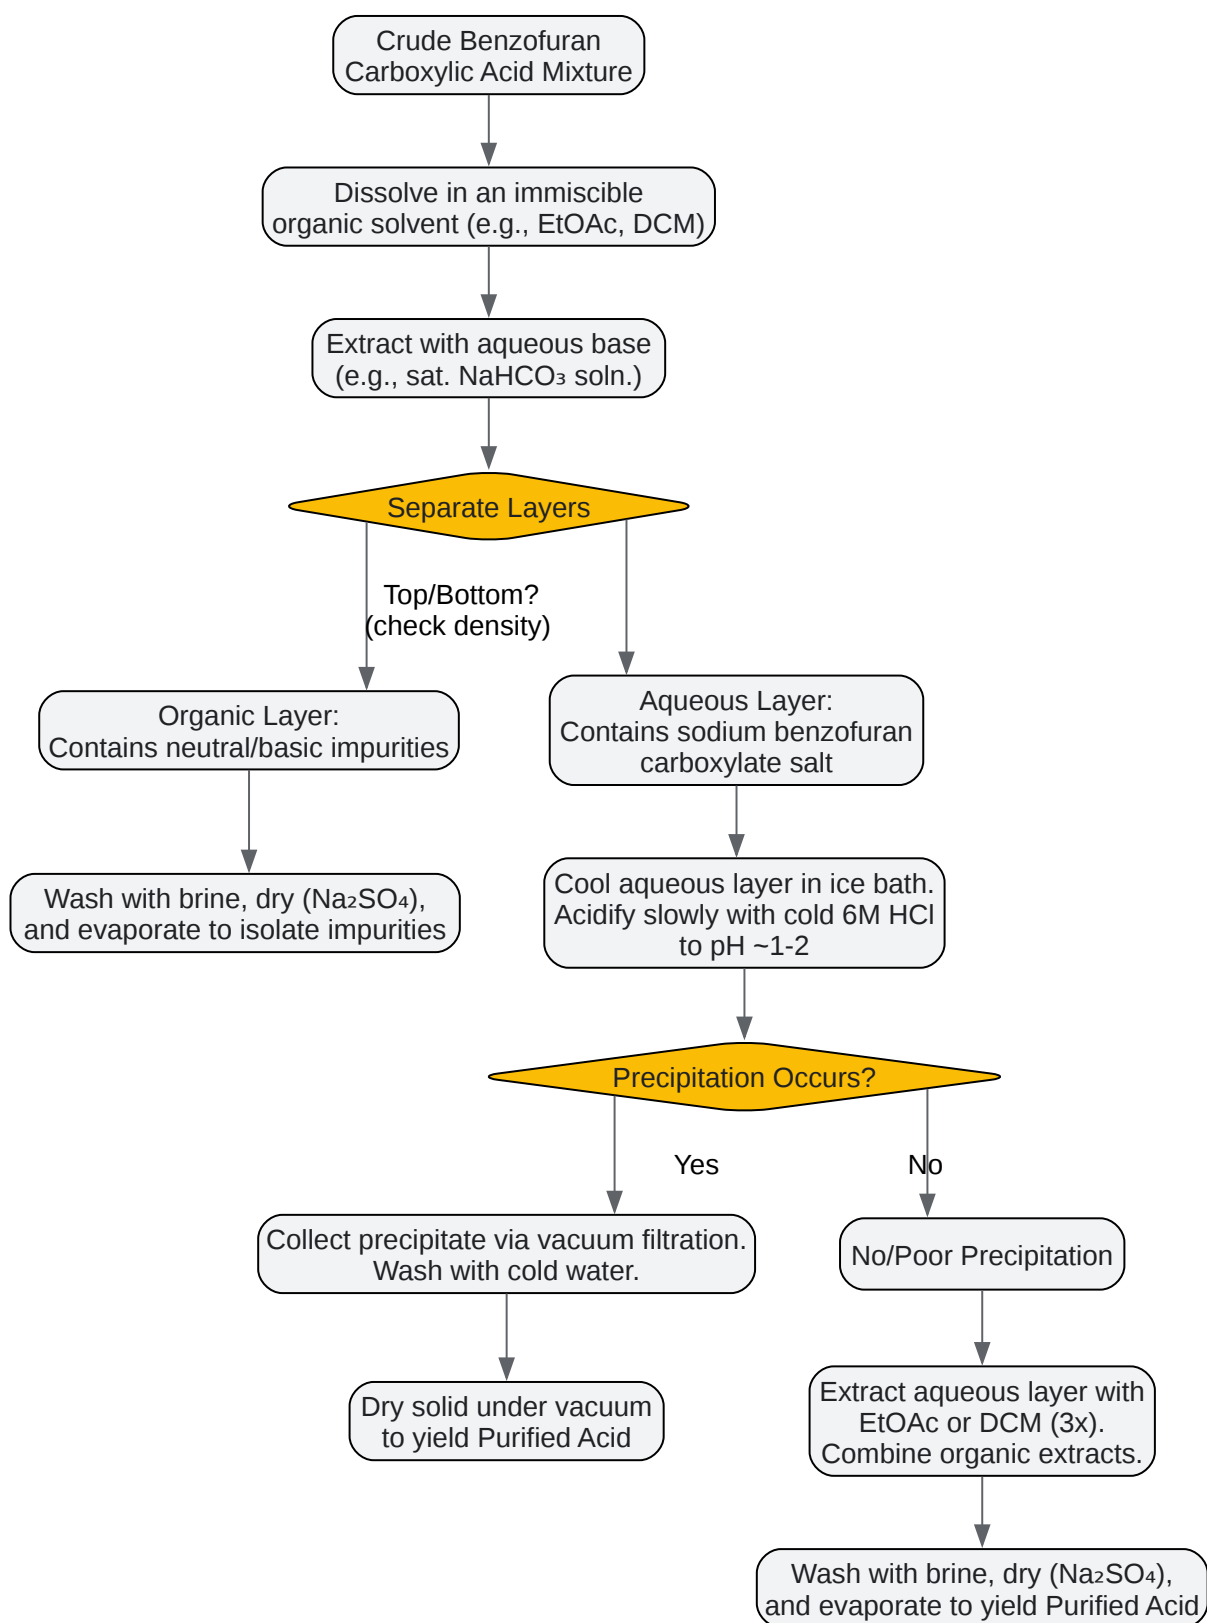 Crude Benzofuran
Carboxylic Acid Mixture
Dissolve in an immiscible
organic solvent (e.g., EtOAc, DCM)
Extract with aqueous base
(e.g., sat. NaHCO₃ soln.)
Separate Layers
Top/Bottom?
(check density)
Organic Layer:
Contains neutral/basic impurities
Aqueous Layer:
Contains sodium benzofuran
carboxylate salt
Wash with brine, dry (Na₂SO₄),
and evaporate to isolate impurities
Cool aqueous layer in ice bath.
Acidify slowly with cold 6M HCl
to pH ~1-2
Precipitation Occurs?
Yes
No
Collect precipitate via vacuum filtration.
Wash with cold water.
No/Poor Precipitation
Dry solid under vacuum
to yield Purified Acid
Extract aqueous layer with
EtOAc or DCM (3x).
Combine organic extracts.
Wash with brine, dry (Na₂SO₄),
and evaporate to yield Purified Acid